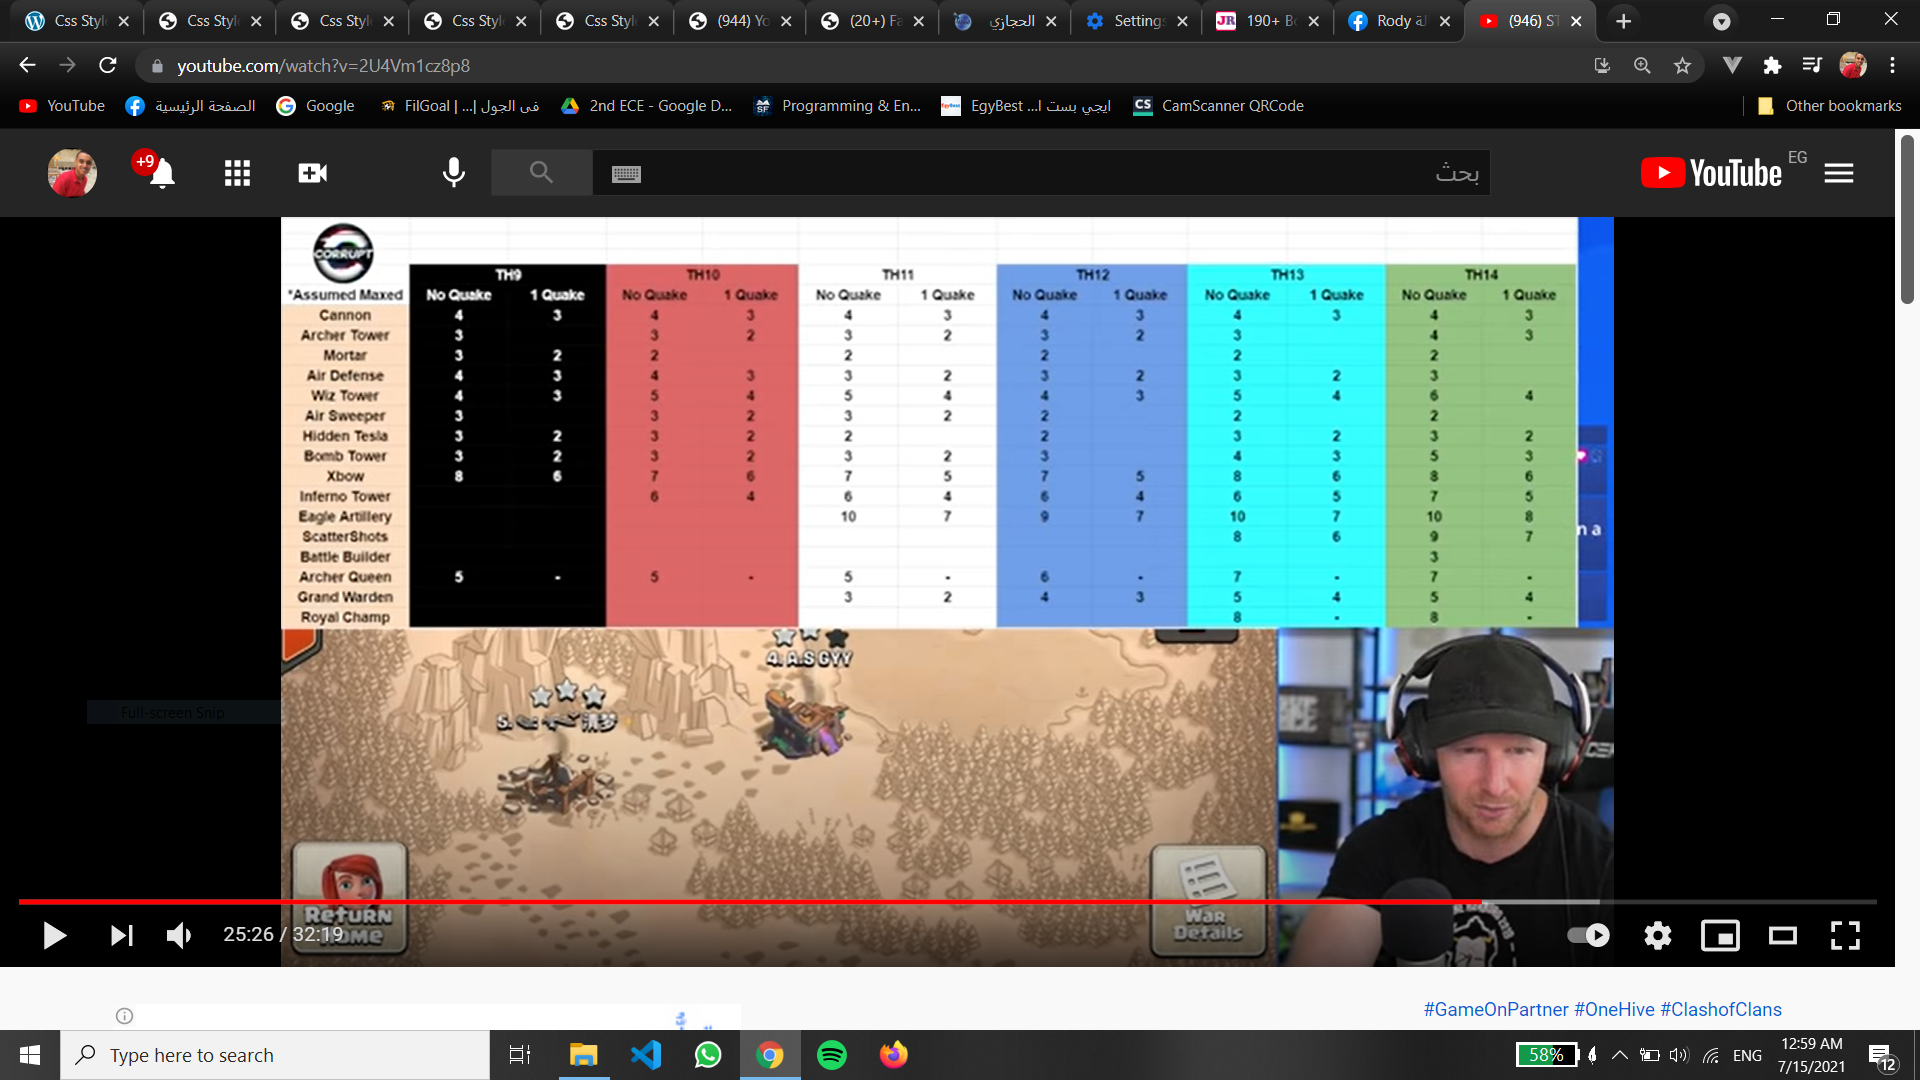 Css Styl Css Styl Css Styl Css Styl Css Styl (944) Yo (20+) Fa الحجازي Settings 190+ Bo Rody (946) ST
youtube.com/watch?v=2U4Vm1cz8p8
YouTube الصفحة الرئيسية Google FilGoal | ...| في الجول 2nd ECE - Google D... Programming & En... EgyBest ايجي بست ا... CamScanner QRCode Other bookmarks
+9 بحث YouTube EG
CORRUPT
TH9 TH10 TH11 TH12 TH13 TH14
*Assumed Maxed No Quake 1 Quake No Quake 1 Quake No Quake 1 Quake No Quake 1 Quake No Quake 1 Quake No Quake 1 Quake
Cannon 4 3 4 3 4 3 4 3 4 3 4 3
Archer Tower 3 3 2 3 2 3 2 3 4 3
Mortar 3 2 2 2 2 2 2
Air Defense 4 3 4 3 3 2 3 2 3 2 3
Wiz Tower 4 3 5 4 5 4 4 3 5 4 6 4
Air Sweeper 3 3 2 3 2 2 2 2
Hidden Tesla 3 2 3 2 2 2 3 2 3 2
Bomb Tower 3 2 3 2 3 2 3 4 3 5 3
Xbow 8 6 7 6 7 5 7 5 8 6 8 6
Inferno Tower 6 4 6 4 6 4 6 5 7 5
Eagle Artillery 10 7 9 7 10 7 10 8
ScatterShots 8 6 9 7
n a
Battle Builder 3
Archer Queen 5 - 5 - 5 - 6 - 7 - 7 -
Grand Warden 3 2 4 3 5 4 5 4
Royal Champ 8 - 8 -
4. A.S GYY
Full-screen Snip
5.
Return
Home
War
Details
25:26 / 32:19
#GameOnPartner #OneHive #ClashofClans
Type here to search
58% ENG 12:59 AM
7/15/2021
12